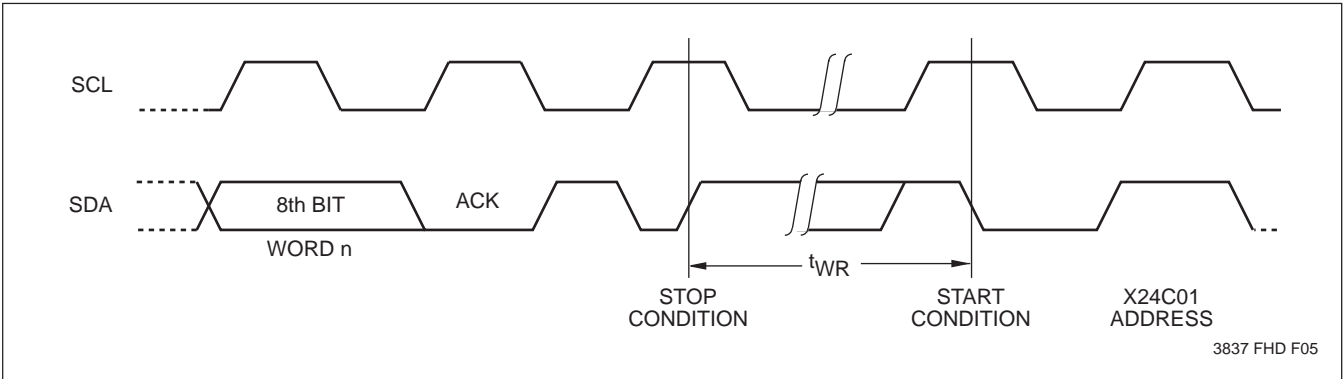 SCL
SDA
8th BIT
ACK
WORD n
tWR
STOP
CONDITION
START
CONDITION
X24C01
ADDRESS
3837 FHD F05